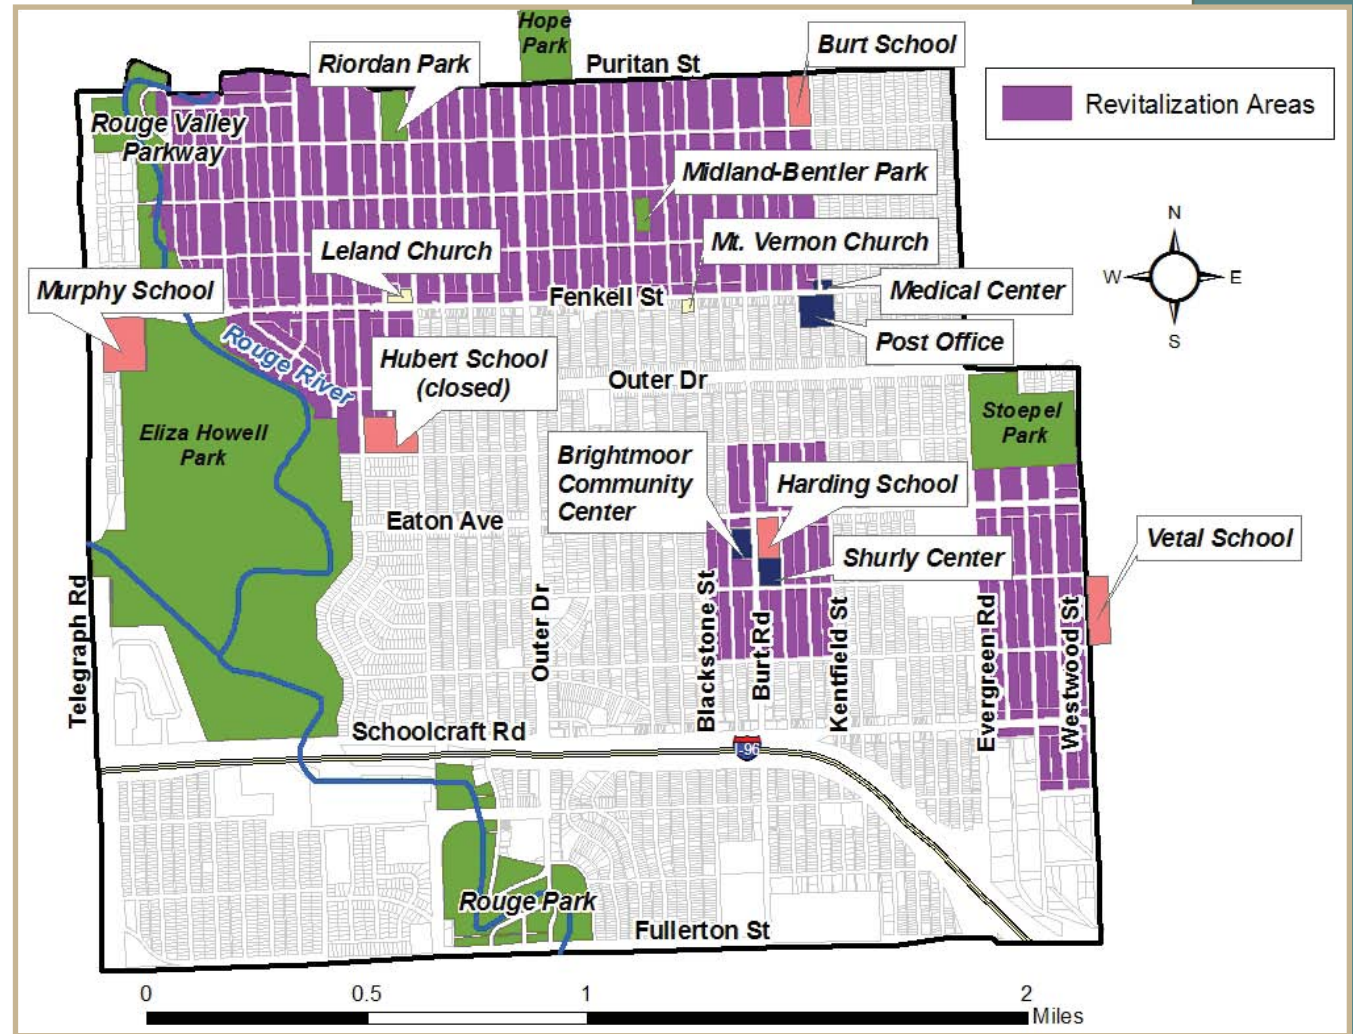 Hope
Park
Puritan St
Burt School
Riordan Park
Revitalization Areas
Rouge Valley
Parkway
Midland-Bentler Park
N
W
E
S
Leland Church
Mt. Vernon Church
Murphy School
Fenkell St
Medical Center
Post Office
Rouge River
Hubert School
(closed)
Outer Dr
Stoepel
Park
Eliza Howell
Park
Brightmoor
Community
Center
Harding School
Eaton Ave
Shurly Center
Vetal School
Telegraph Rd
Outer Dr
Blackstone St
Burt Rd
Kentfield St
Evergreen Rd
Westwood St
Schoolcraft Rd
I-96
Rouge Park
Fullerton St
0
0.5
1
2
Miles